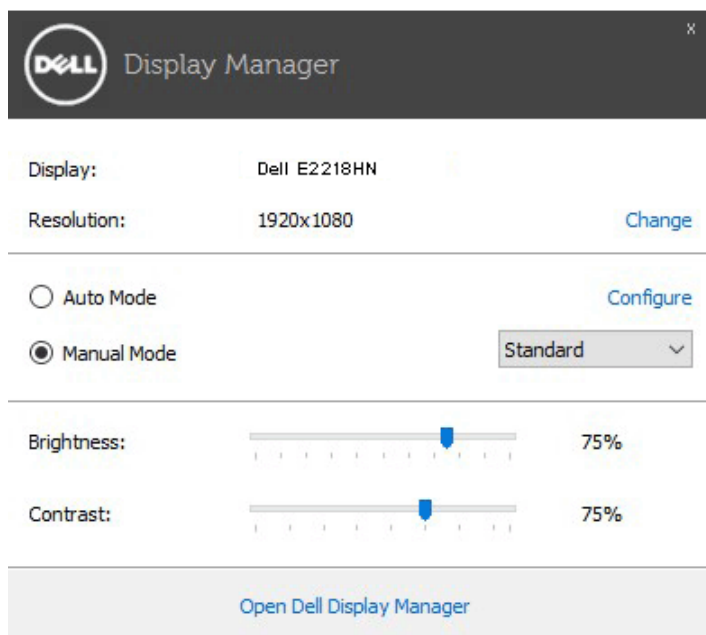 DELL Display Manager x
Display: Dell E2218HN
Resolution: 1920x1080 Change
Auto Mode Configure
Manual Mode Standard
Brightness: 75%
Contrast: 75%
Open Dell Display Manager